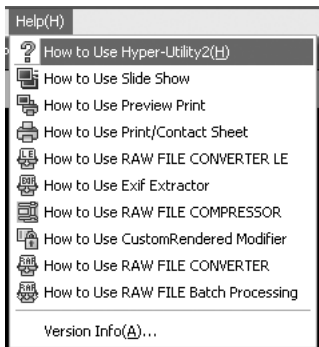 Help(H)
How to Use Hyper-Utility2(H)
How to Use Slide Show
How to Use Preview Print
How to Use Print/Contact Sheet
How to Use RAW FILE CONVERTER LE
How to Use Exif Extractor
How to Use RAW FILE COMPRESSOR
How to Use CustomRendered Modifier
How to Use RAW FILE CONVERTER
How to Use RAW FILE Batch Processing
Version Info(A)...